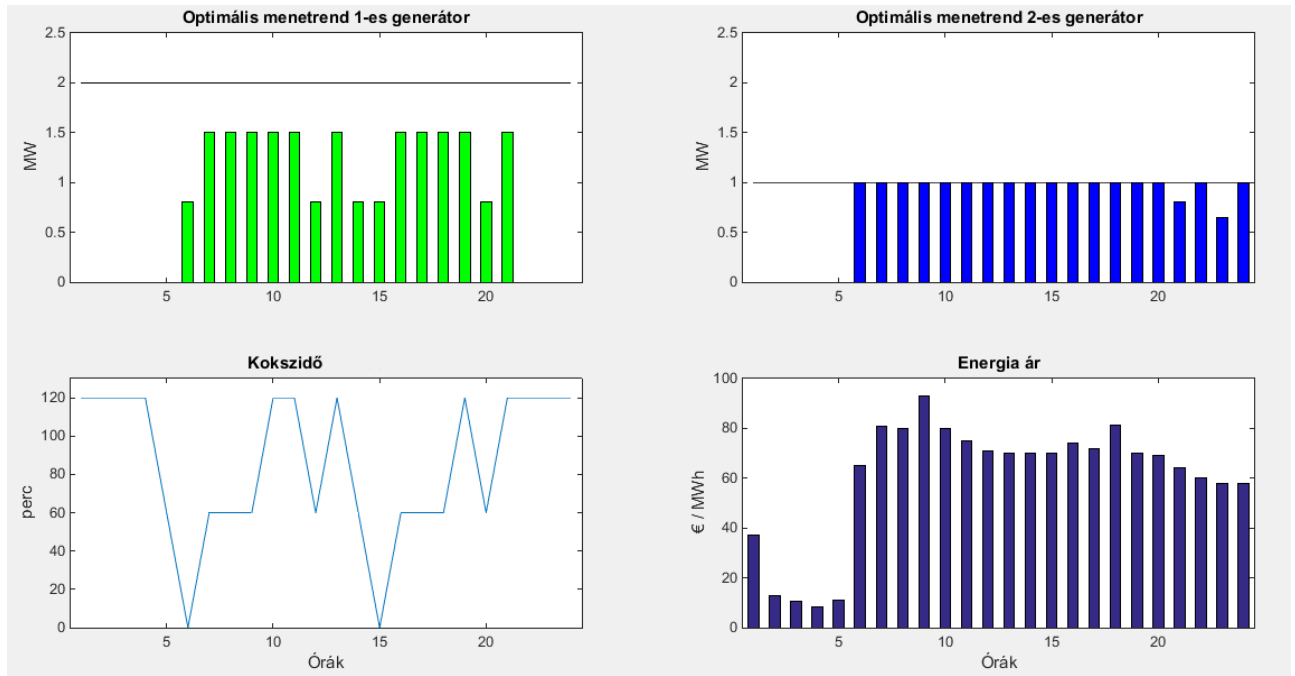 Optimális menetrend 1-es generátor
2.5
2
1.5
1
0.5
0
MW
5 10 15 20
Optimális menetrend 2-es generátor
2.5
2
1.5
1
0.5
0
MW
5 10 15 20
Kokszidő
120
100
80
60
40
20
0
perc
5 10 15 20
Órák
Energia ár
100
80
60
40
20
0
€ / MWh
5 10 15 20
Órák